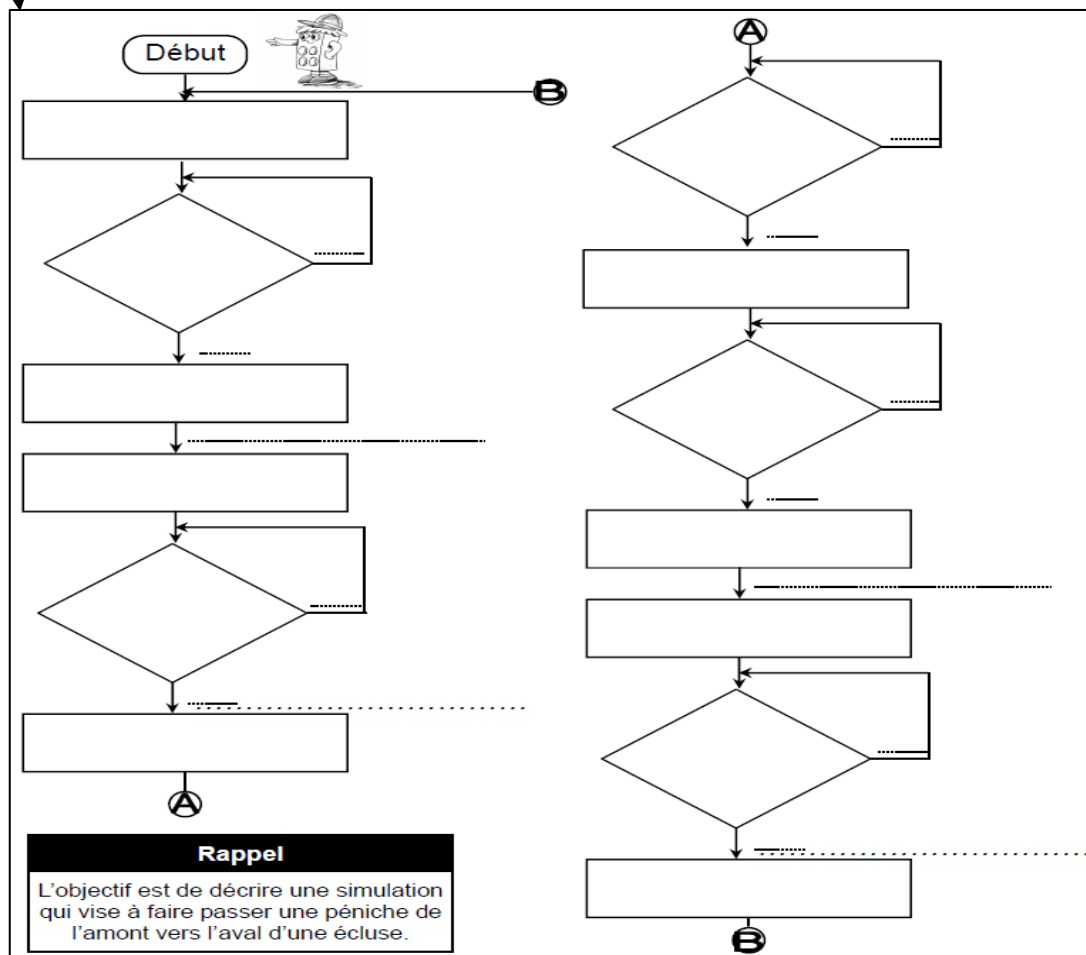 Début
B
A
Rappel
L'objectif est de décrire une simulation
qui vise à faire passer une péniche de
l'amont vers l'aval d'une écluse.
A
B